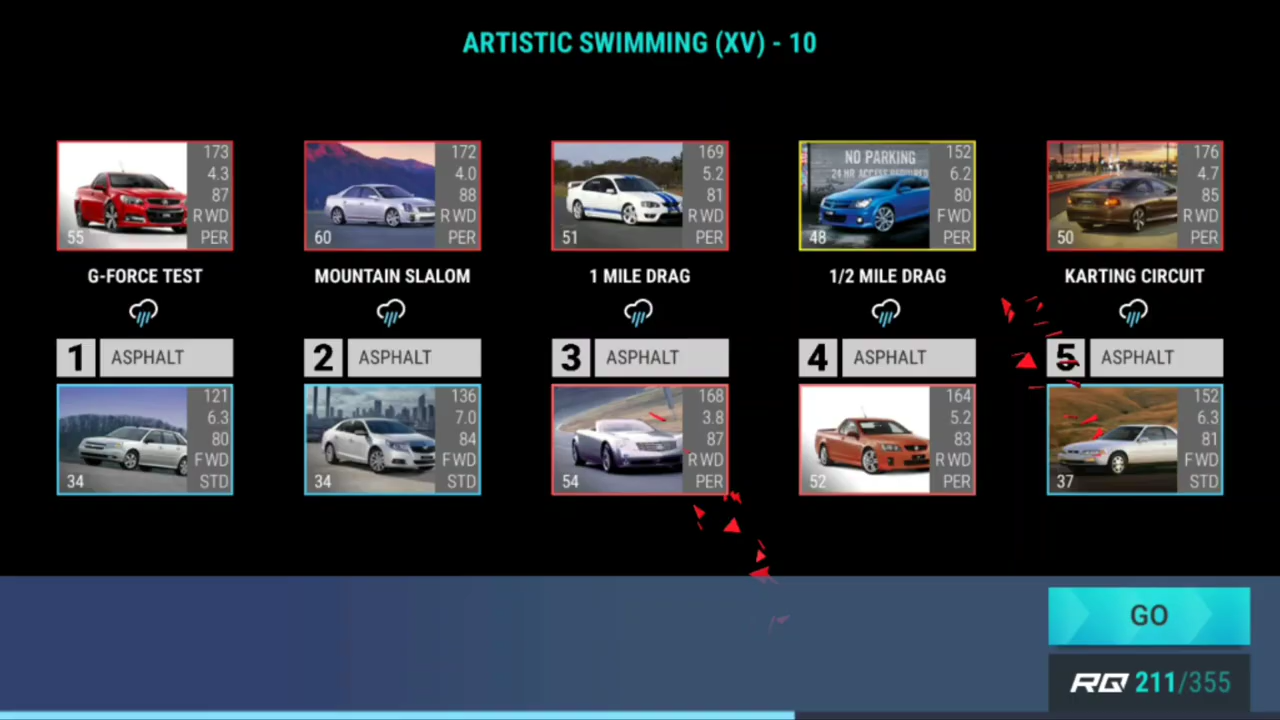 ARTISTIC SWIMMING (XV) - 10
173
4.3
87
RWD
PER
55
172
4.0
88
RWD
PER
60
169
5.2
81
RWD
PER
51
NO PARKING
24 HR ACCESS REQUIRED
152
6.2
80
FWD
PER
48
176
4.7
85
RWD
PER
50
G-FORCE TEST
MOUNTAIN SLALOM
1 MILE DRAG
1/2 MILE DRAG
KARTING CIRCUIT
1 ASPHALT
2 ASPHALT
3 ASPHALT
4 ASPHALT
5 ASPHALT
121
6.3
80
FWD
STD
34
136
7.0
84
FWD
STD
34
168
3.8
87
RWD
PER
54
164
5.2
83
RWD
PER
52
152
6.3
81
FWD
STD
37
GO
RQ 211/355